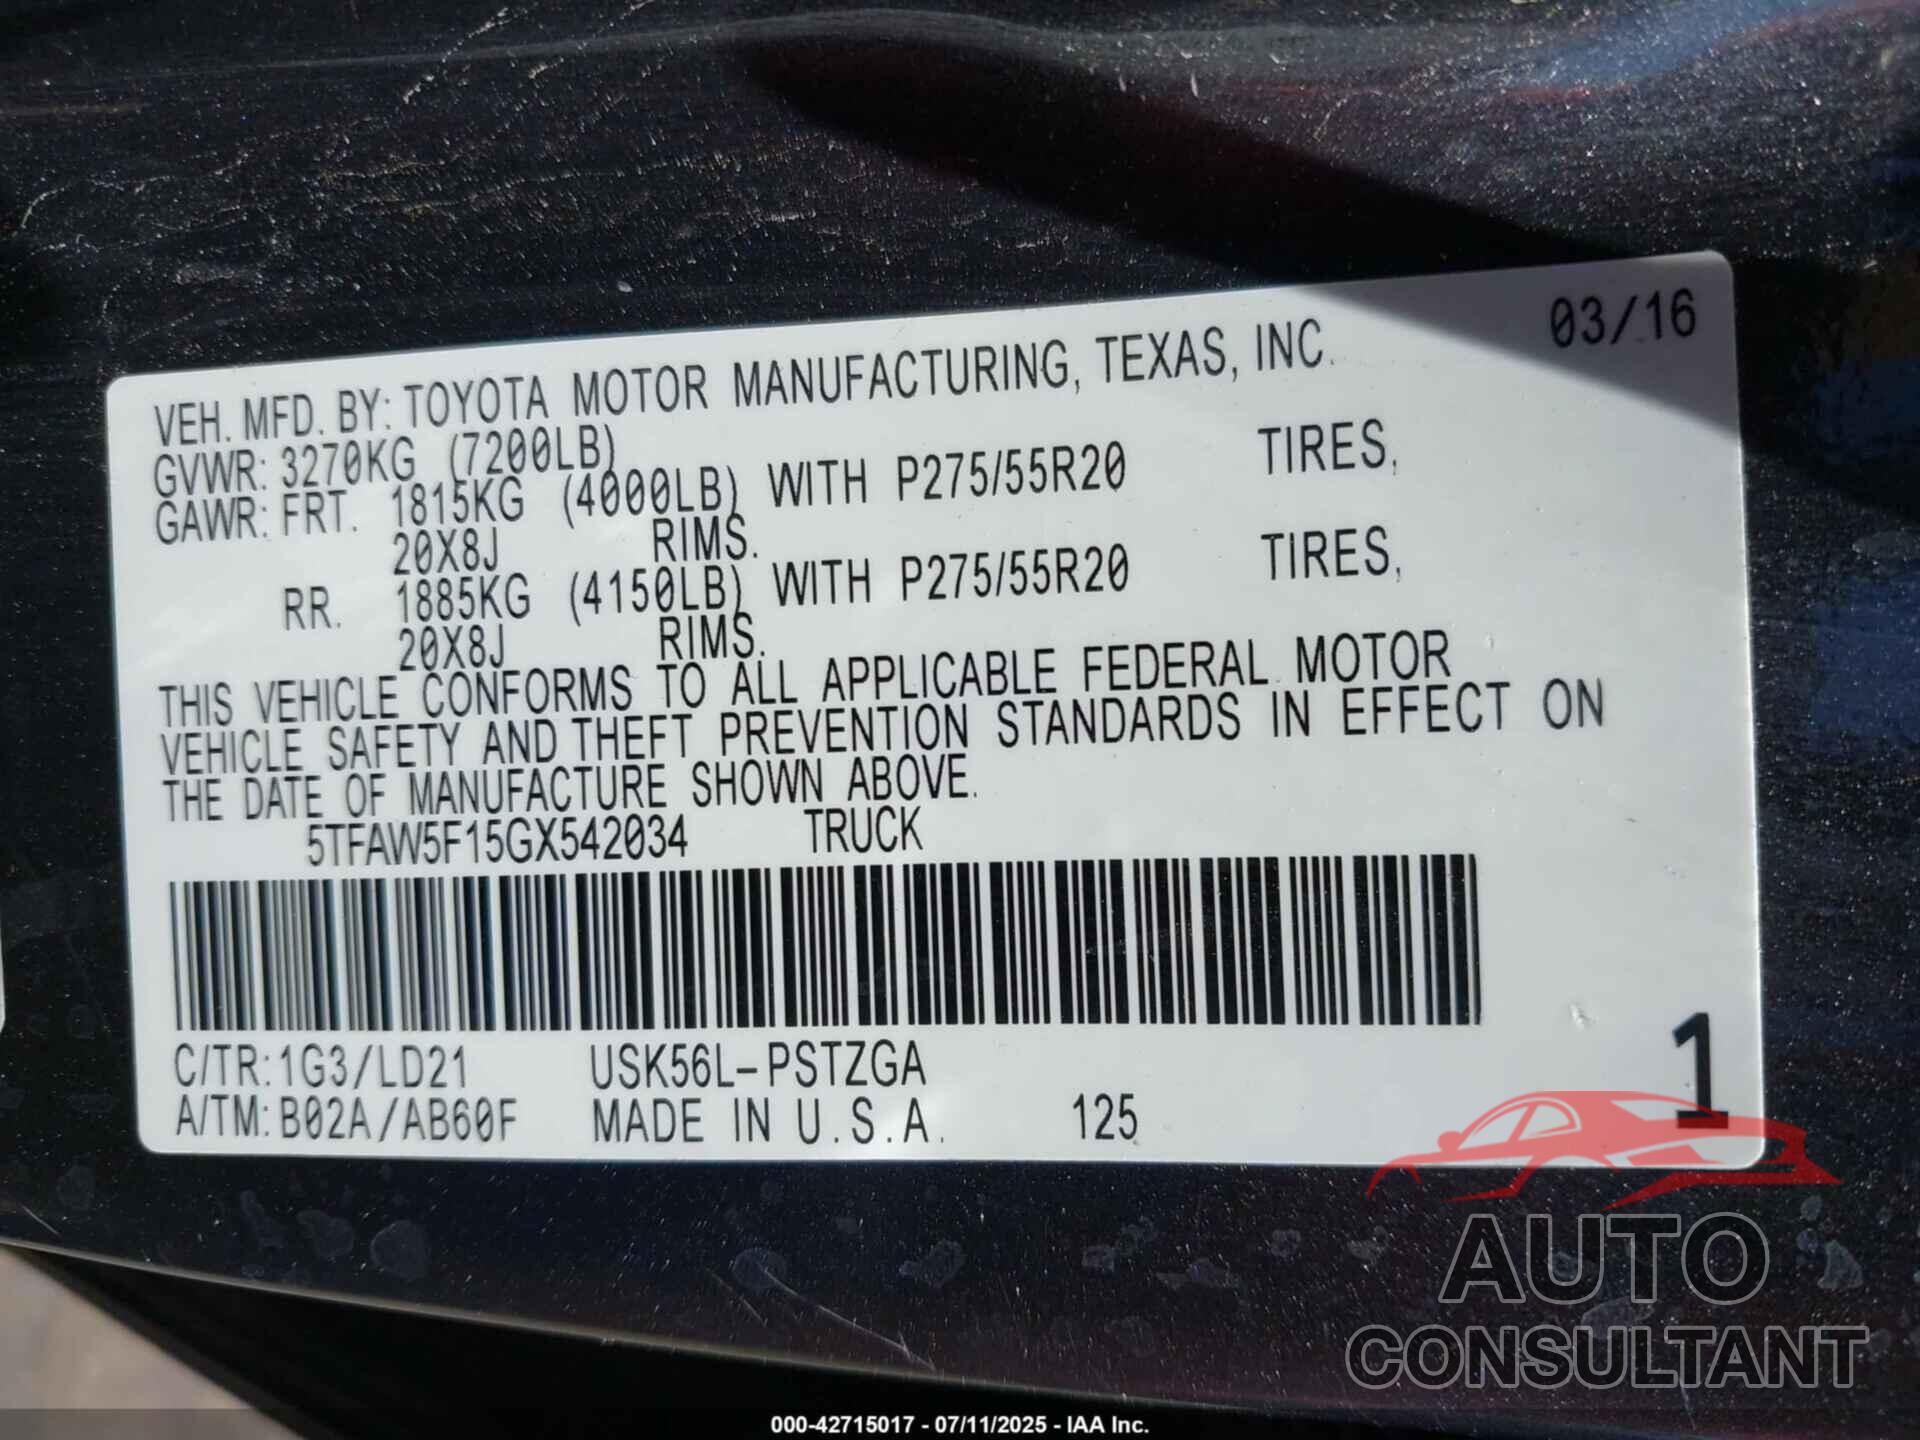 03/16
VEH. MFD. BY: TOYOTA MOTOR MANUFACTURING, TEXAS, INC.
GVWR: 3270KG (7200LB)
GAWR: FRT. 1815KG (4000LB) WITH P275/55R20 TIRES,
20X8J RIMS.
RR. 1885KG (4150LB) WITH P275/55R20 TIRES,
20X8J RIMS.
THIS VEHICLE CONFORMS TO ALL APPLICABLE FEDERAL MOTOR
VEHICLE SAFETY AND THEFT PREVENTION STANDARDS IN EFFECT ON
THE DATE OF MANUFACTURE SHOWN ABOVE.
5TFAW5F15GX542034 TRUCK
C/TR: 1G3/LD21 USK56L-PSTZGA
A/TM: B02A/AB60F MADE IN U.S.A. 125
1
AUTO
CONSULTANT
000-42715017 - 07/11/2025 - IAA Inc.